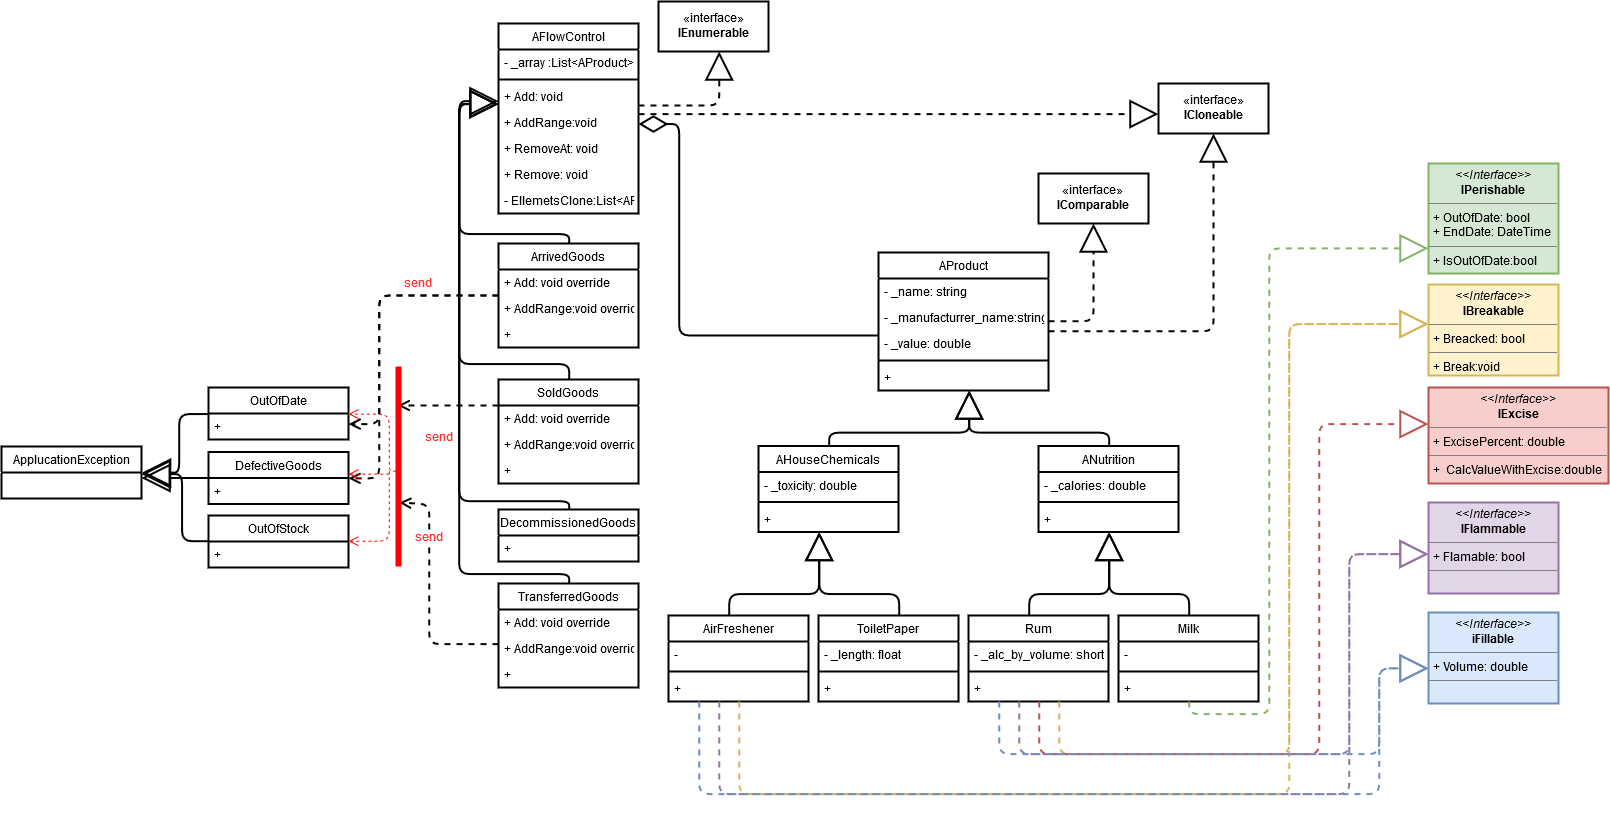 AFlowControl
- _array :List<AProduct>
+ Add: void
+ AddRange:void
+ RemoveAt: void
+ Remove: void
- EllemetsClone:List<AF
«interface»
IEnumerable
«interface»
ICloneable
«interface»
IComparable
<<Interface>>
IPerishable
+ OutOfDate: bool
+ EndDate: DateTime
+ IsOutOfDate:bool
<<Interface>>
IBreakable
+ Breacked: bool
+ Break:void
<<Interface>>
IExcise
+ ExcisePercent: double
+ CalcValueWithExcise:double
<<Interface>>
IFlammable
+ Flamable: bool
<<Interface>>
iFillable
+ Volume: double
AProduct
- _name: string
- _manufacturrer_name:string
- _value: double
+
ArrivedGoods
+ Add: void override
+ AddRange:void overric
+
send
SoldGoods
+ Add: void override
+ AddRange:void overric
+
send
DecommissionedGoods
+
send
TransferredGoods
+ Add: void override
+ AddRange:void overric
+
OutOfDate
+
DefectiveGoods
+
OutOfStock
+
ApplucationException
AHouseChemicals
- _toxicity: double
+
ANutrition
- _calories: double
+
AirFreshener
-
+
ToiletPaper
- _length: float
+
Rum
- _alc_by_volume: short
+
Milk
-
+